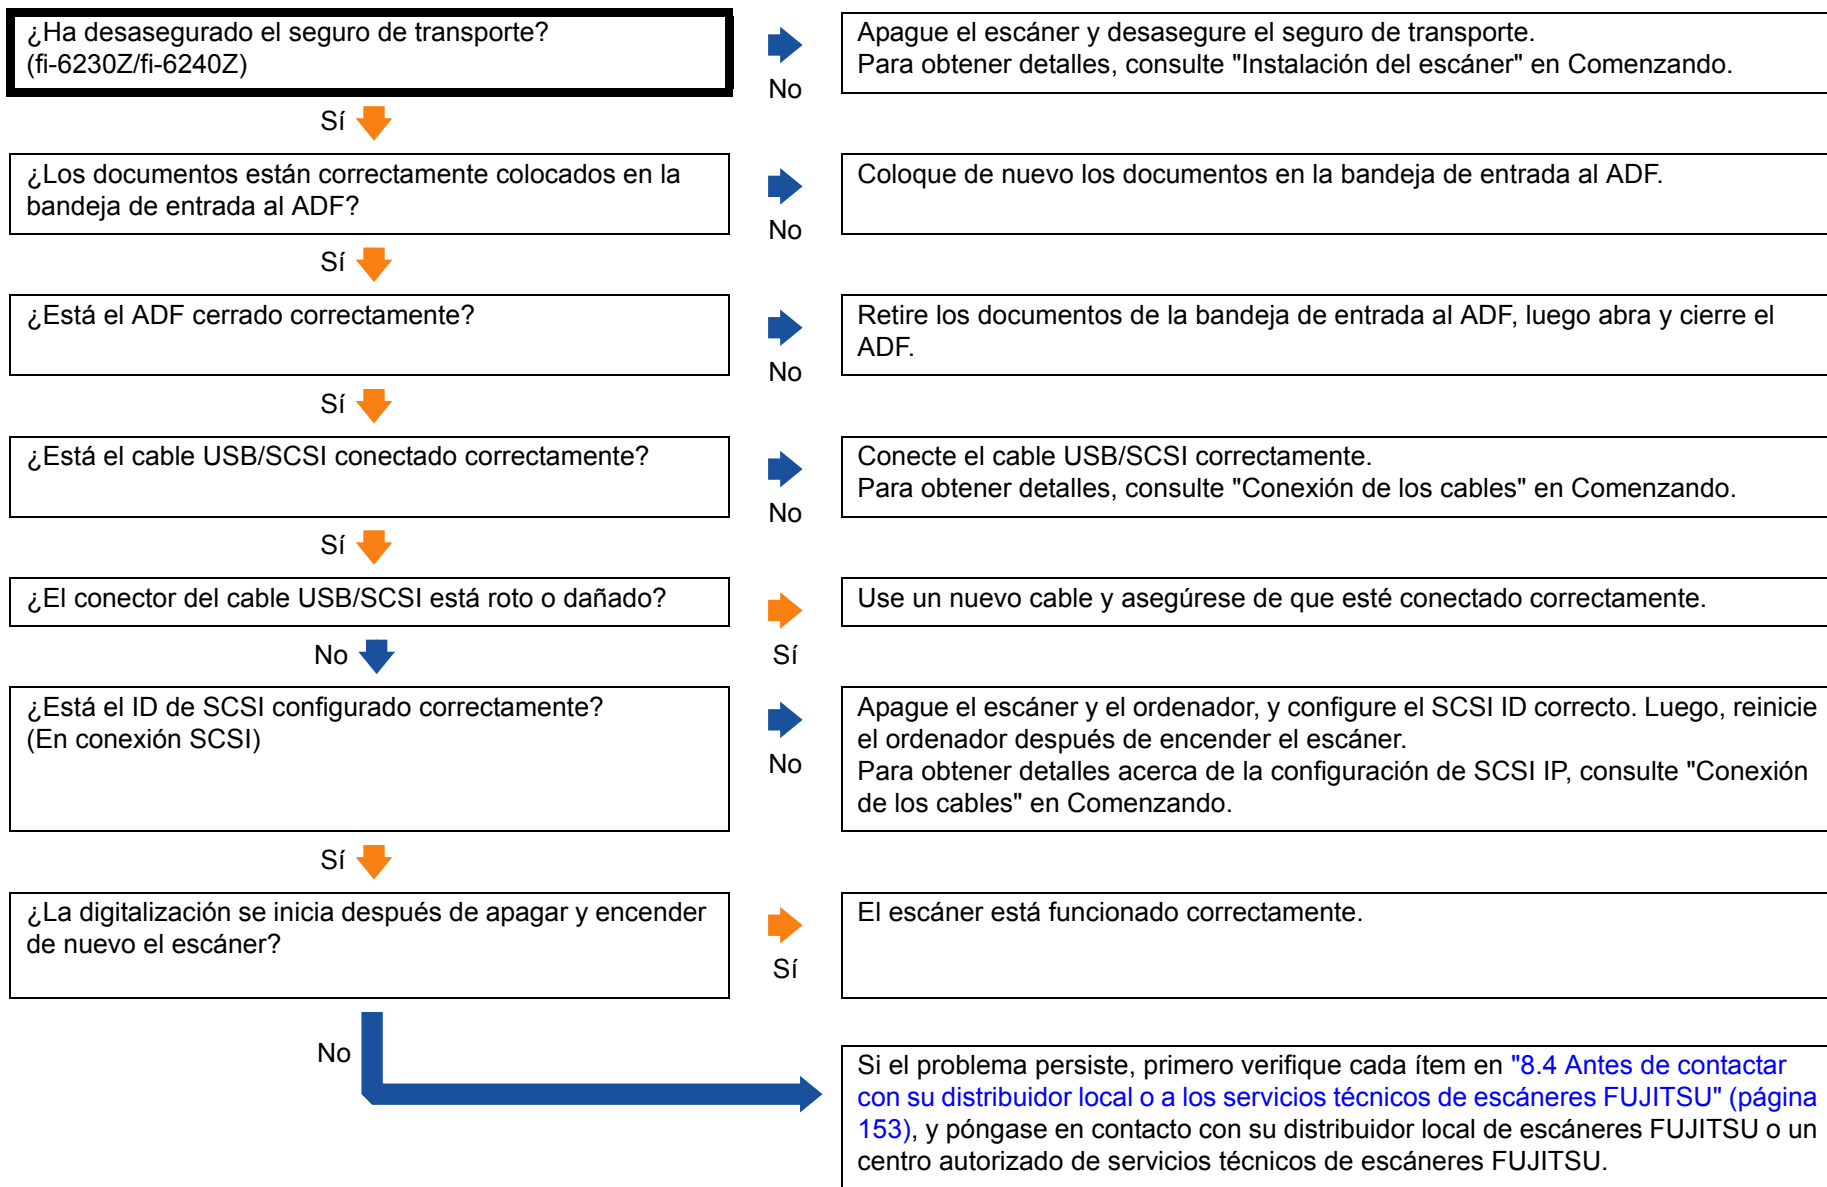 ¿Ha desasegurado el seguro de transporte?
(fi-6230Z/fi-6240Z)
No
Apague el escáner y desasegure el seguro de transporte.
Para obtener detalles, consulte "Instalación del escáner" en Comenzando.
Sí
¿Los documentos están correctamente colocados en la
bandeja de entrada al ADF?
No
Coloque de nuevo los documentos en la bandeja de entrada al ADF.
Sí
¿Está el ADF cerrado correctamente?
No
Retire los documentos de la bandeja de entrada al ADF, luego abra y cierre el
ADF.
Sí
¿Está el cable USB/SCSI conectado correctamente?
No
Conecte el cable USB/SCSI correctamente.
Para obtener detalles, consulte "Conexión de los cables" en Comenzando.
Sí
¿El conector del cable USB/SCSI está roto o dañado?
Sí
Use un nuevo cable y asegúrese de que esté conectado correctamente.
No
¿Está el ID de SCSI configurado correctamente?
(En conexión SCSI)
No
Apague el escáner y el ordenador, y configure el SCSI ID correcto. Luego, reinicie
el ordenador después de encender el escáner.
Para obtener detalles acerca de la configuración de SCSI IP, consulte "Conexión
de los cables" en Comenzando.
Sí
¿La digitalización se inicia después de apagar y encender
de nuevo el escáner?
Sí
El escáner está funcionado correctamente.
No
Si el problema persiste, primero verifique cada ítem en "8.4 Antes de contactar
con su distribuidor local o a los servicios técnicos de escáneres FUJITSU" (página
153), y póngase en contacto con su distribuidor local de escáneres FUJITSU o un
centro autorizado de servicios técnicos de escáneres FUJITSU.